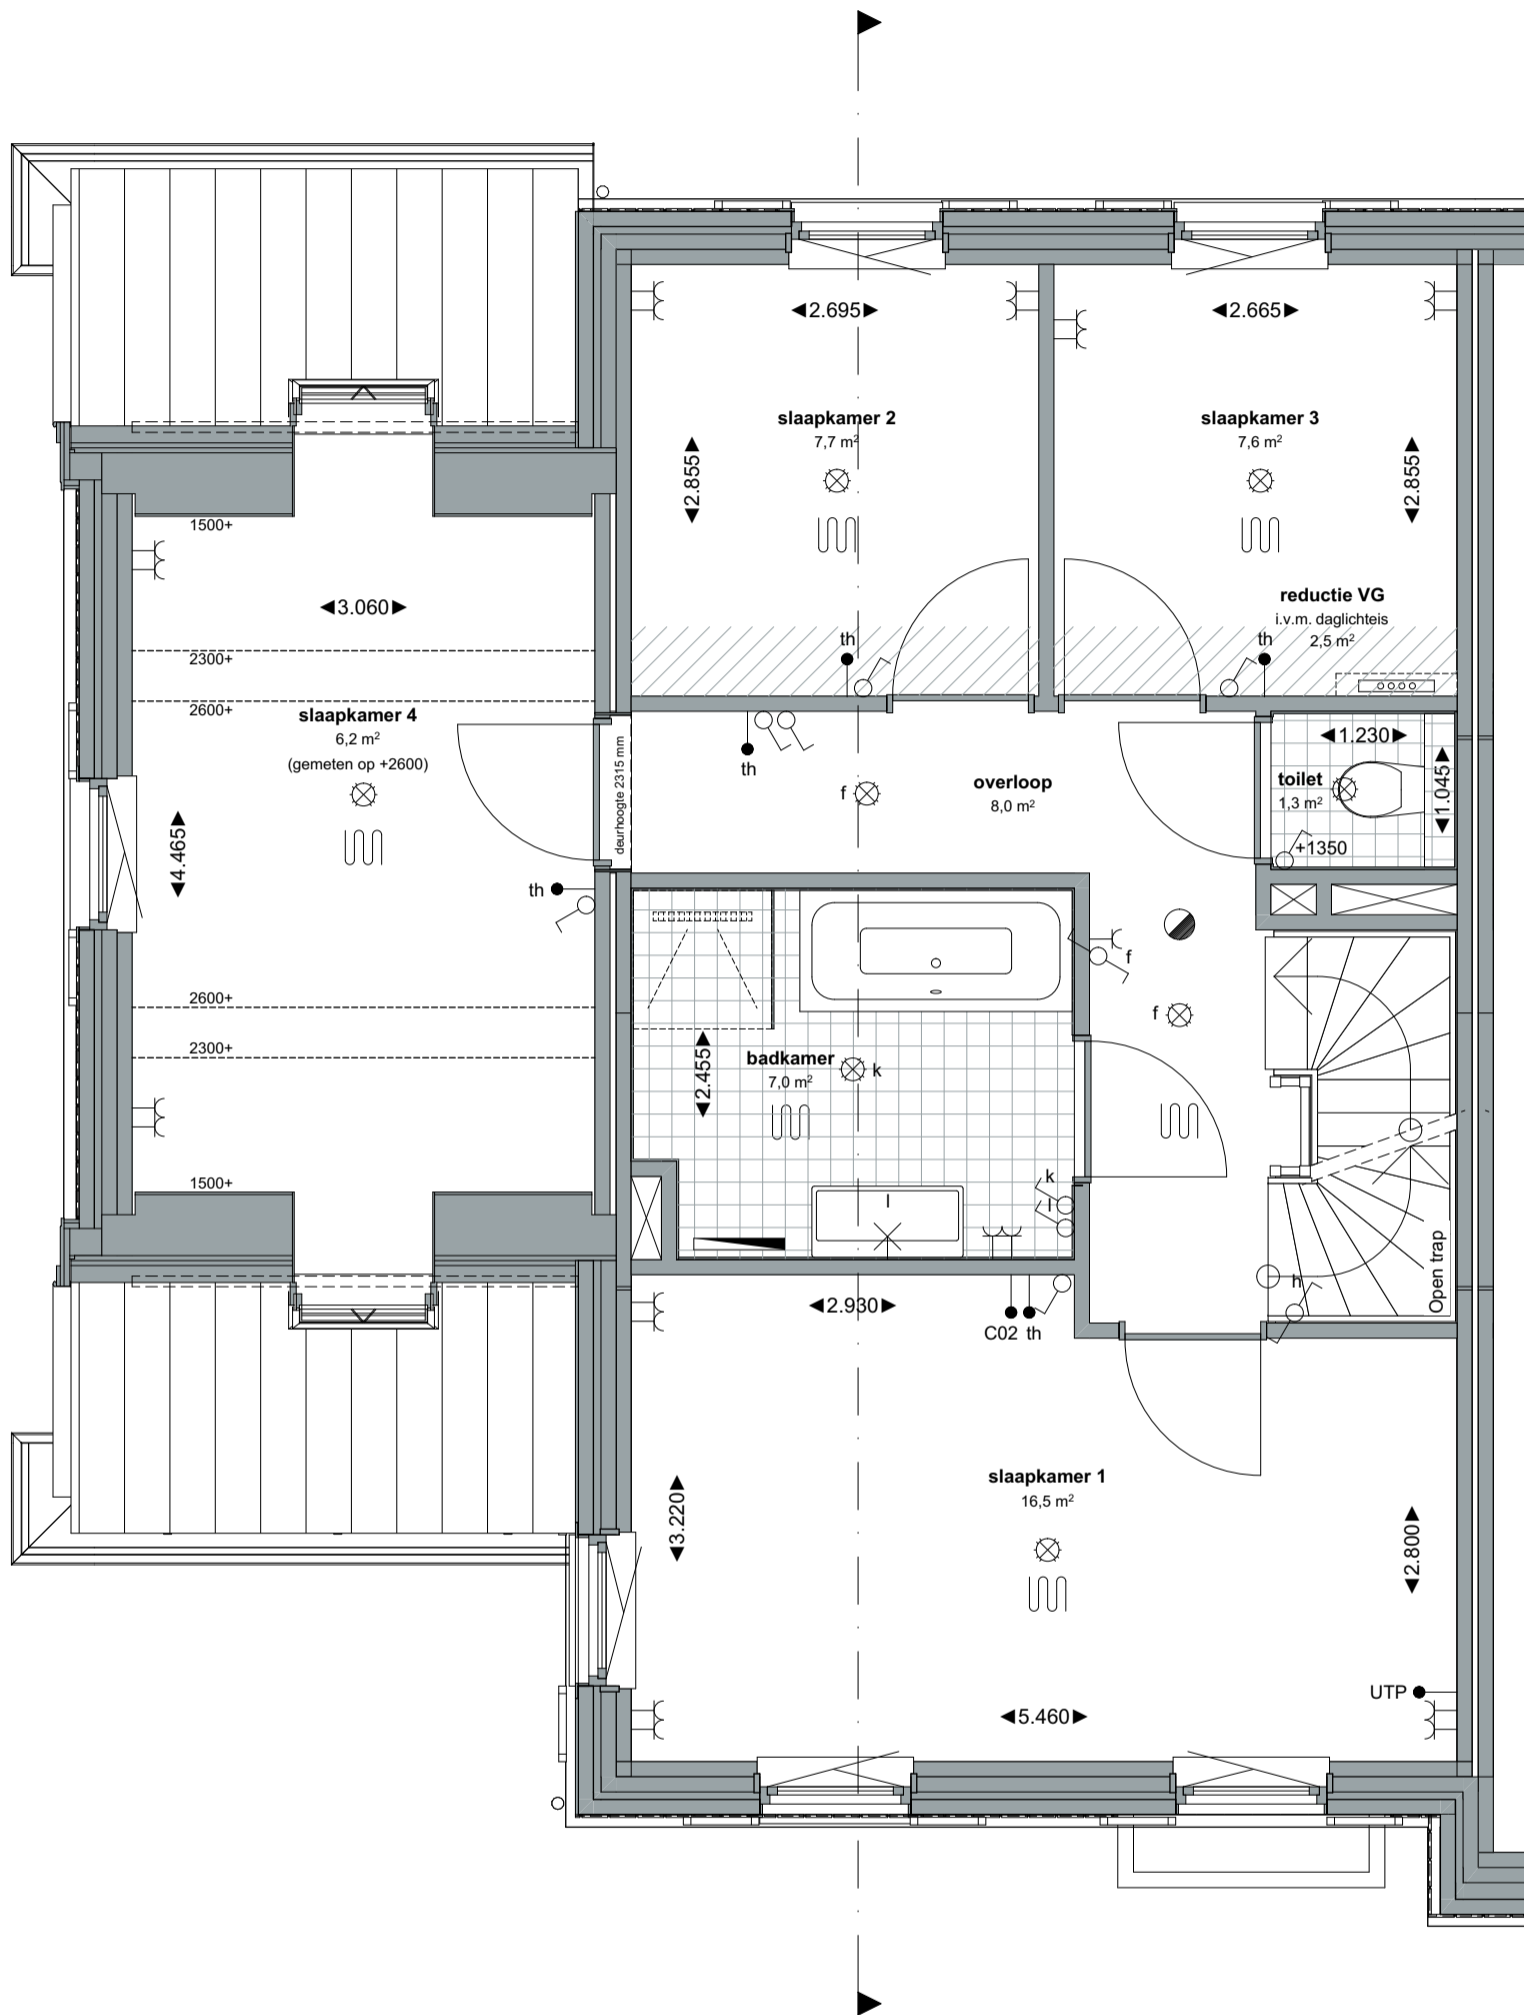 ◀2.695▶
◀2.665▶
slaapkamer 2
7,7 m²
slaapkamer 3
7,6 m²
◀2.855▶
◀2.855▶
1500+
◀3.060▶
reductie VG
i.v.m. daglichteis
2,5 m²
th
th
2300+
2600+
slaapkamer 4
6,2 m²
(gemeten op +2600)
deurhoogte 2315 mm
th
f
overloop
8,0 m²
◀1.230▶
toilet
1,3 m²
◀1.045▶
+1350
◀4.465▶
th
f
f
2600+
2300+
◀2.455▶
badkamer
7,0 m²
k
1500+
k
l
l
Open trap
h
◀2.930▶
C02 th
slaapkamer 1
16,5 m²
◀3.220▶
◀2.800▶
UTP
◀5.460▶